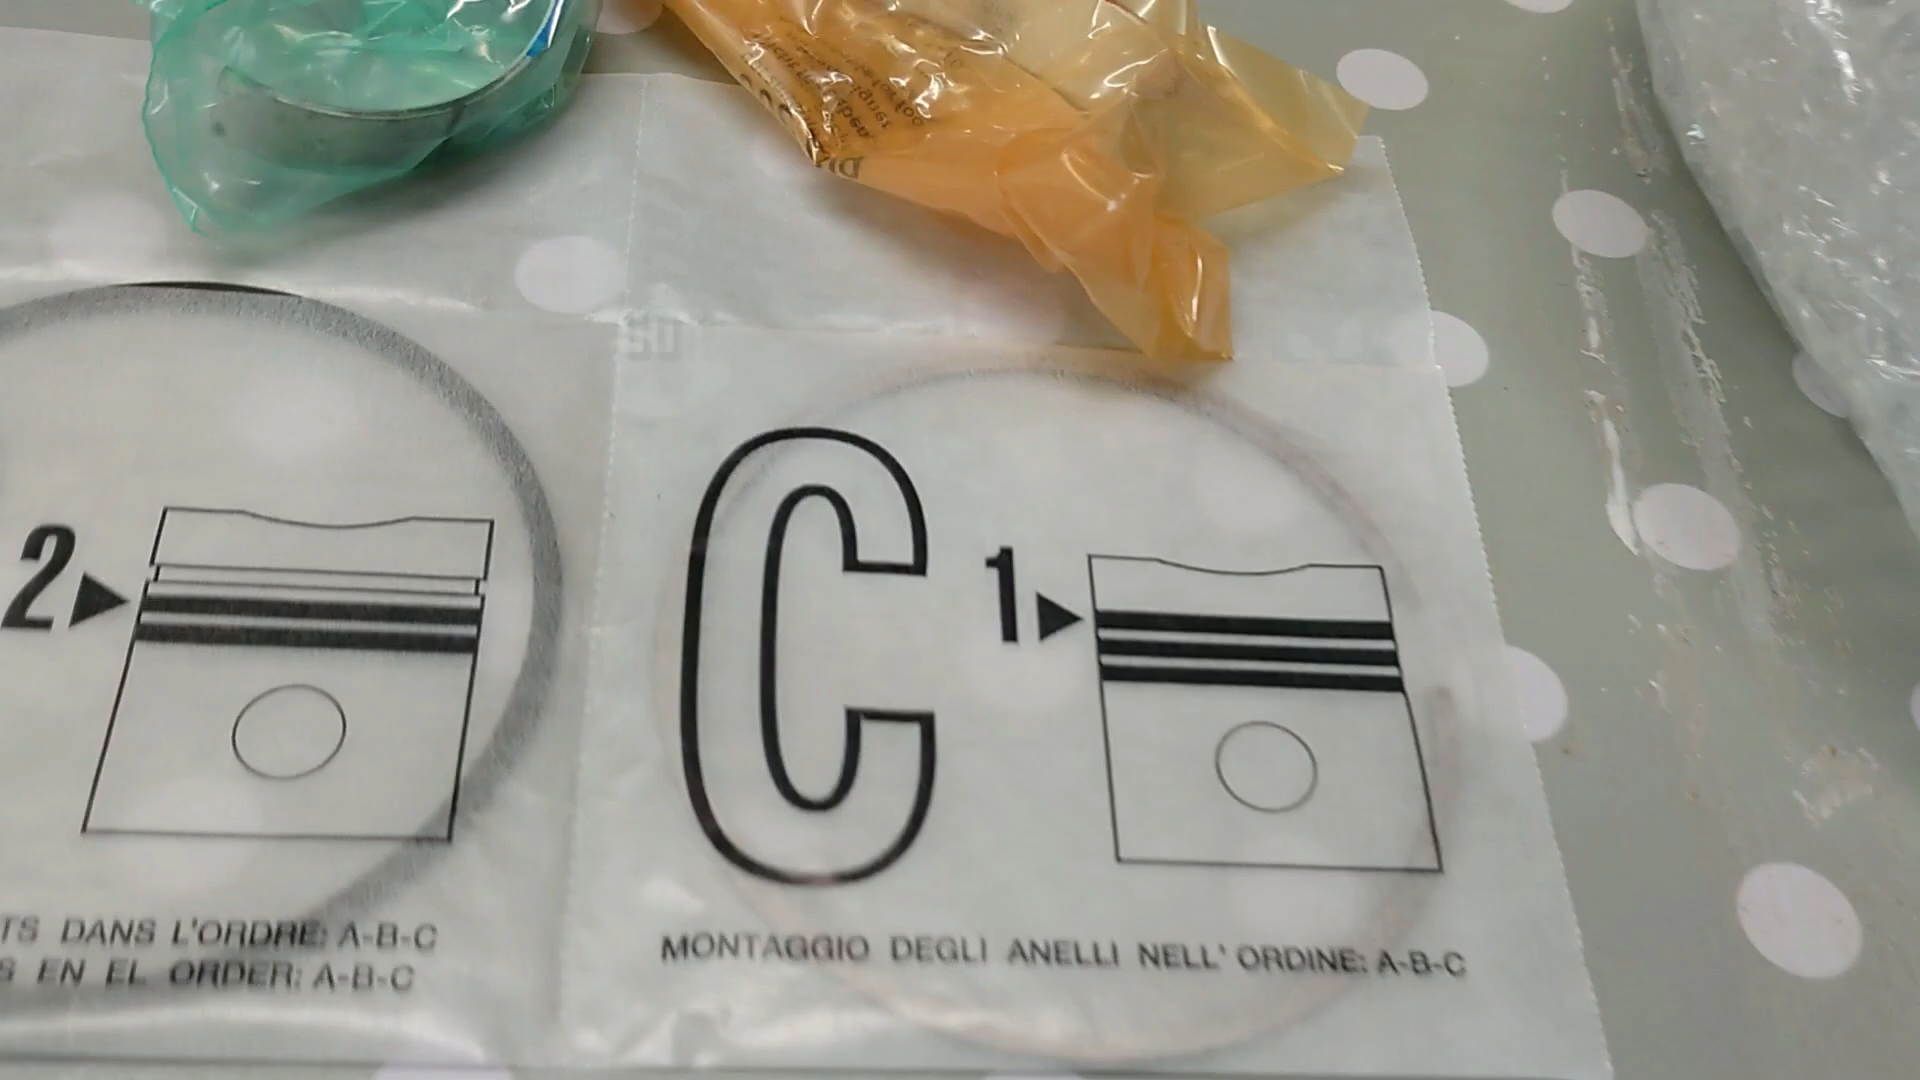 2
TS DANS L'ORDRE: A-B-C
S EN EL ORDER: A-B-C
C
1
MONTAGGIO DEGLI ANELLI NELL' ORDINE: A-B-C